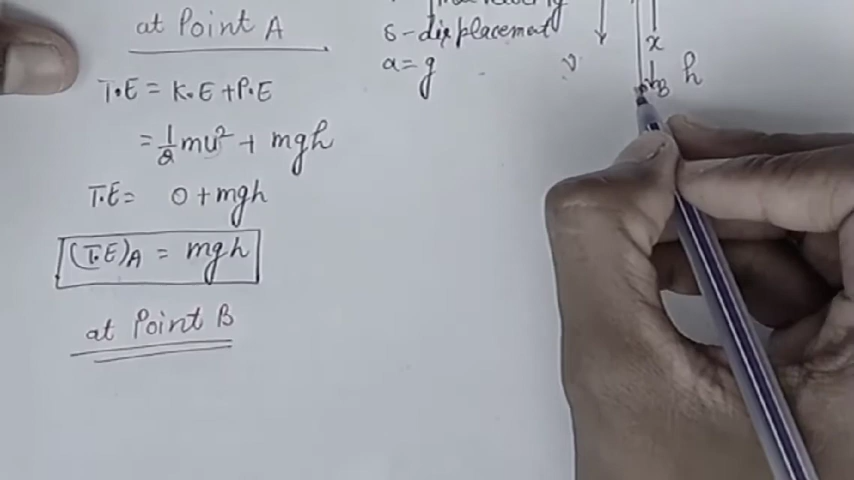 at Point A
T.E = K.E + P.E
= 1/2 mu² + mgh
T.E = 0 + mgh
(T.E)A = mgh
at Point B
s - displacement
a = g
v
x
B
h